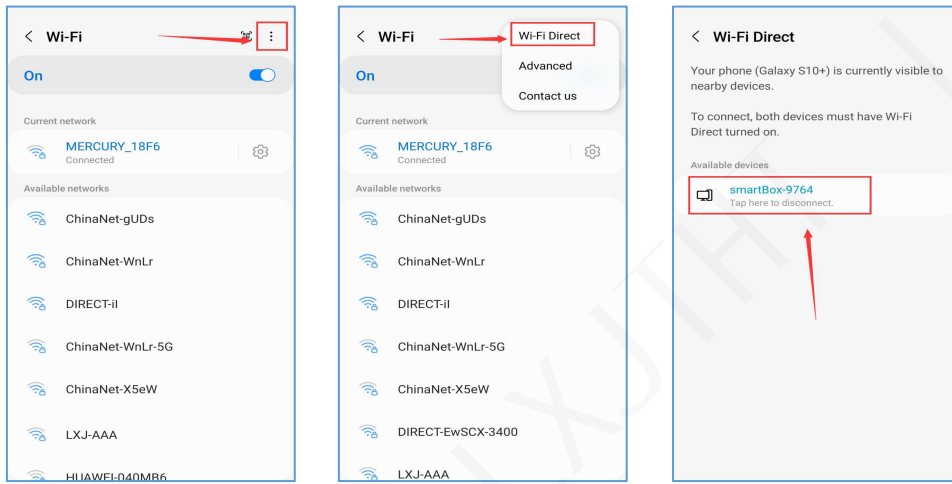 Wi-Fi
On
Current network
MERCURY_18F6
Connected
Available networks
ChinaNet-gUDs
ChinaNet-WnLr
DIRECT-iI
ChinaNet-WnLr-5G
ChinaNet-X5eW
LXJ-AAA
HUAWEI-040MB6
Wi-Fi
Wi-Fi Direct
Advanced
Contact us
On
Current network
MERCURY_18F6
Connected
Available networks
ChinaNet-gUDs
ChinaNet-WnLr
DIRECT-iI
ChinaNet-WnLr-5G
ChinaNet-X5eW
DIRECT-EwSCX-3400
LXJ-AAA
Wi-Fi Direct
Your phone (Galaxy S10+) is currently visible to
nearby devices.
To connect, both devices must have Wi-Fi
Direct turned on.
Available devices
smartBox-9764
Tap here to disconnect.
LXJTHT